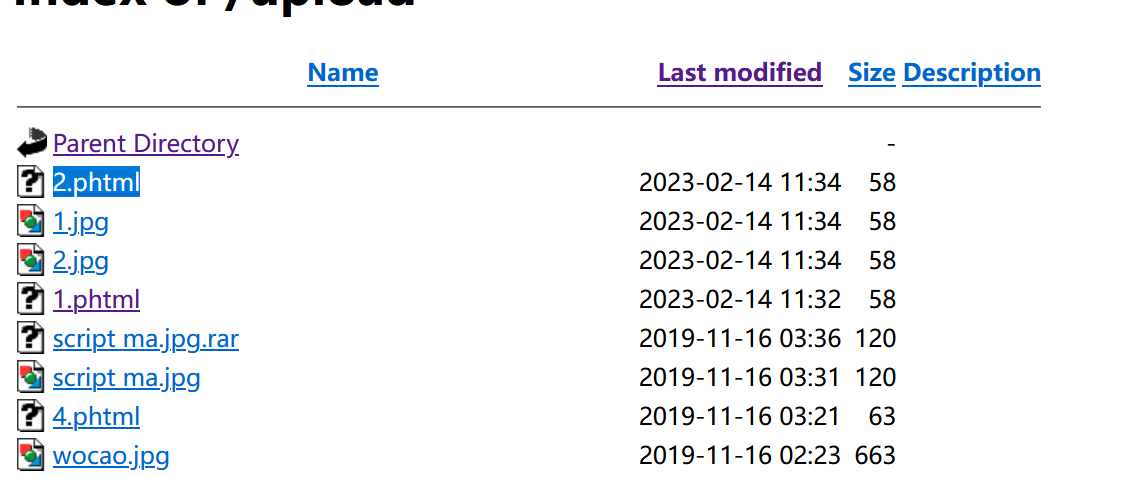 Index of /upload
Name Last modified Size Description
Parent Directory -
2.phtml 2023-02-14 11:34 58
1.jpg 2023-02-14 11:34 58
2.jpg 2023-02-14 11:34 58
1.phtml 2023-02-14 11:32 58
script ma.jpg.rar 2019-11-16 03:36 120
script ma.jpg 2019-11-16 03:31 120
4.phtml 2019-11-16 03:21 63
wocao.jpg 2019-11-16 02:23 663